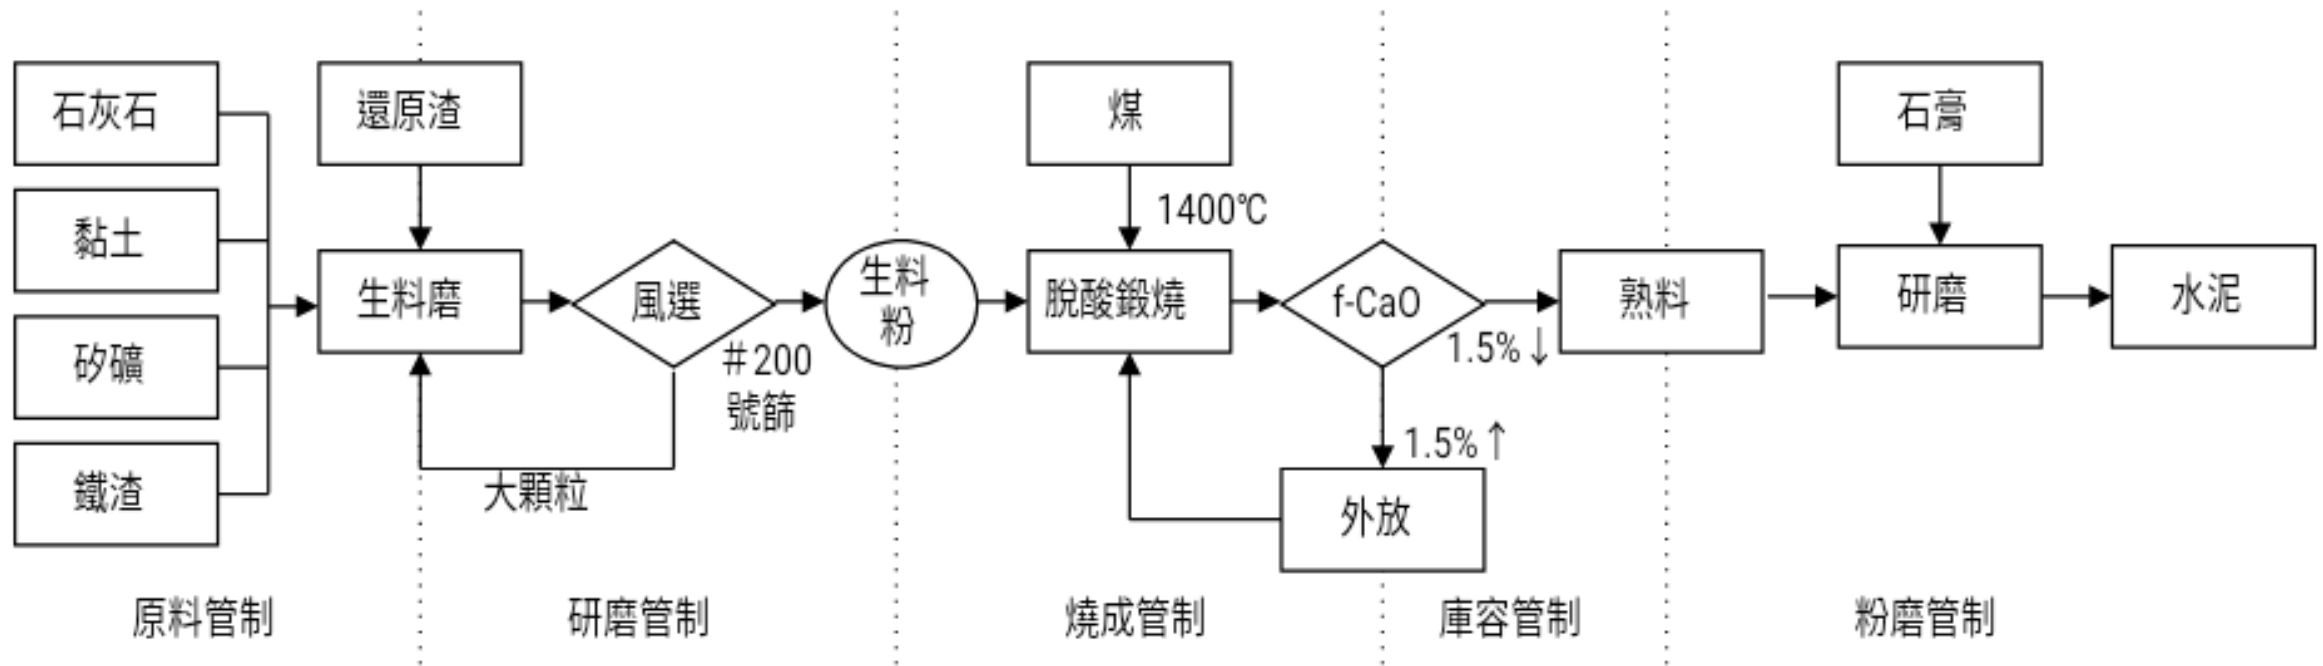 石灰石
黏土
矽礦
鐵渣
還原渣
生料磨
風選
#200
號篩
大顆粒
生料
粉
煤
1400℃
脫酸鍛燒
f-CaO
1.5%↓
1.5%↑
外放
熟料
石膏
研磨
水泥
原料管制
研磨管制
燒成管制
庫容管制
粉磨管制